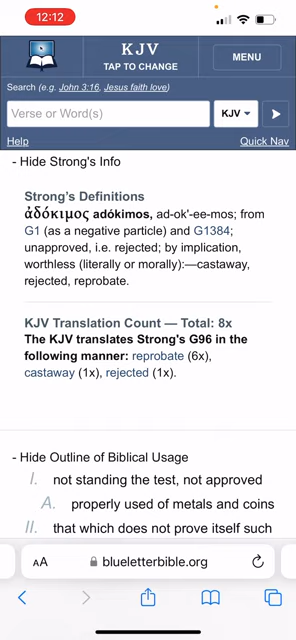 12:12
KJV
TAP TO CHANGE
MENU
Search (e.g. John 3:16, Jesus faith love)
Verse or Word(s)
KJV
Help
Quick Nav
- Hide Strong's Info
Strong's Definitions
ἀδόκιμος adókimos, ad-ok'-ee-mos; from
G1 (as a negative particle) and G1384;
unapproved, i.e. rejected; by implication,
worthless (literally or morally):—castaway,
rejected, reprobate.
KJV Translation Count — Total: 8x
The KJV translates Strong's G96 in the
following manner: reprobate (6x),
castaway (1x), rejected (1x).
- Hide Outline of Biblical Usage
I. not standing the test, not approved
A. properly used of metals and coins
II. that which does not prove itself such
AA blueletterbible.org